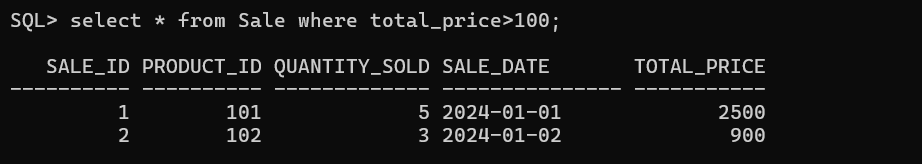 SQL> select * from Sale where total_price>100;
SALE_ID PRODUCT_ID QUANTITY_SOLD SALE_DATE TOTAL_PRICE
---------- ---------- ------------- --------------- -----------
1 101 5 2024-01-01 2500
2 102 3 2024-01-02 900